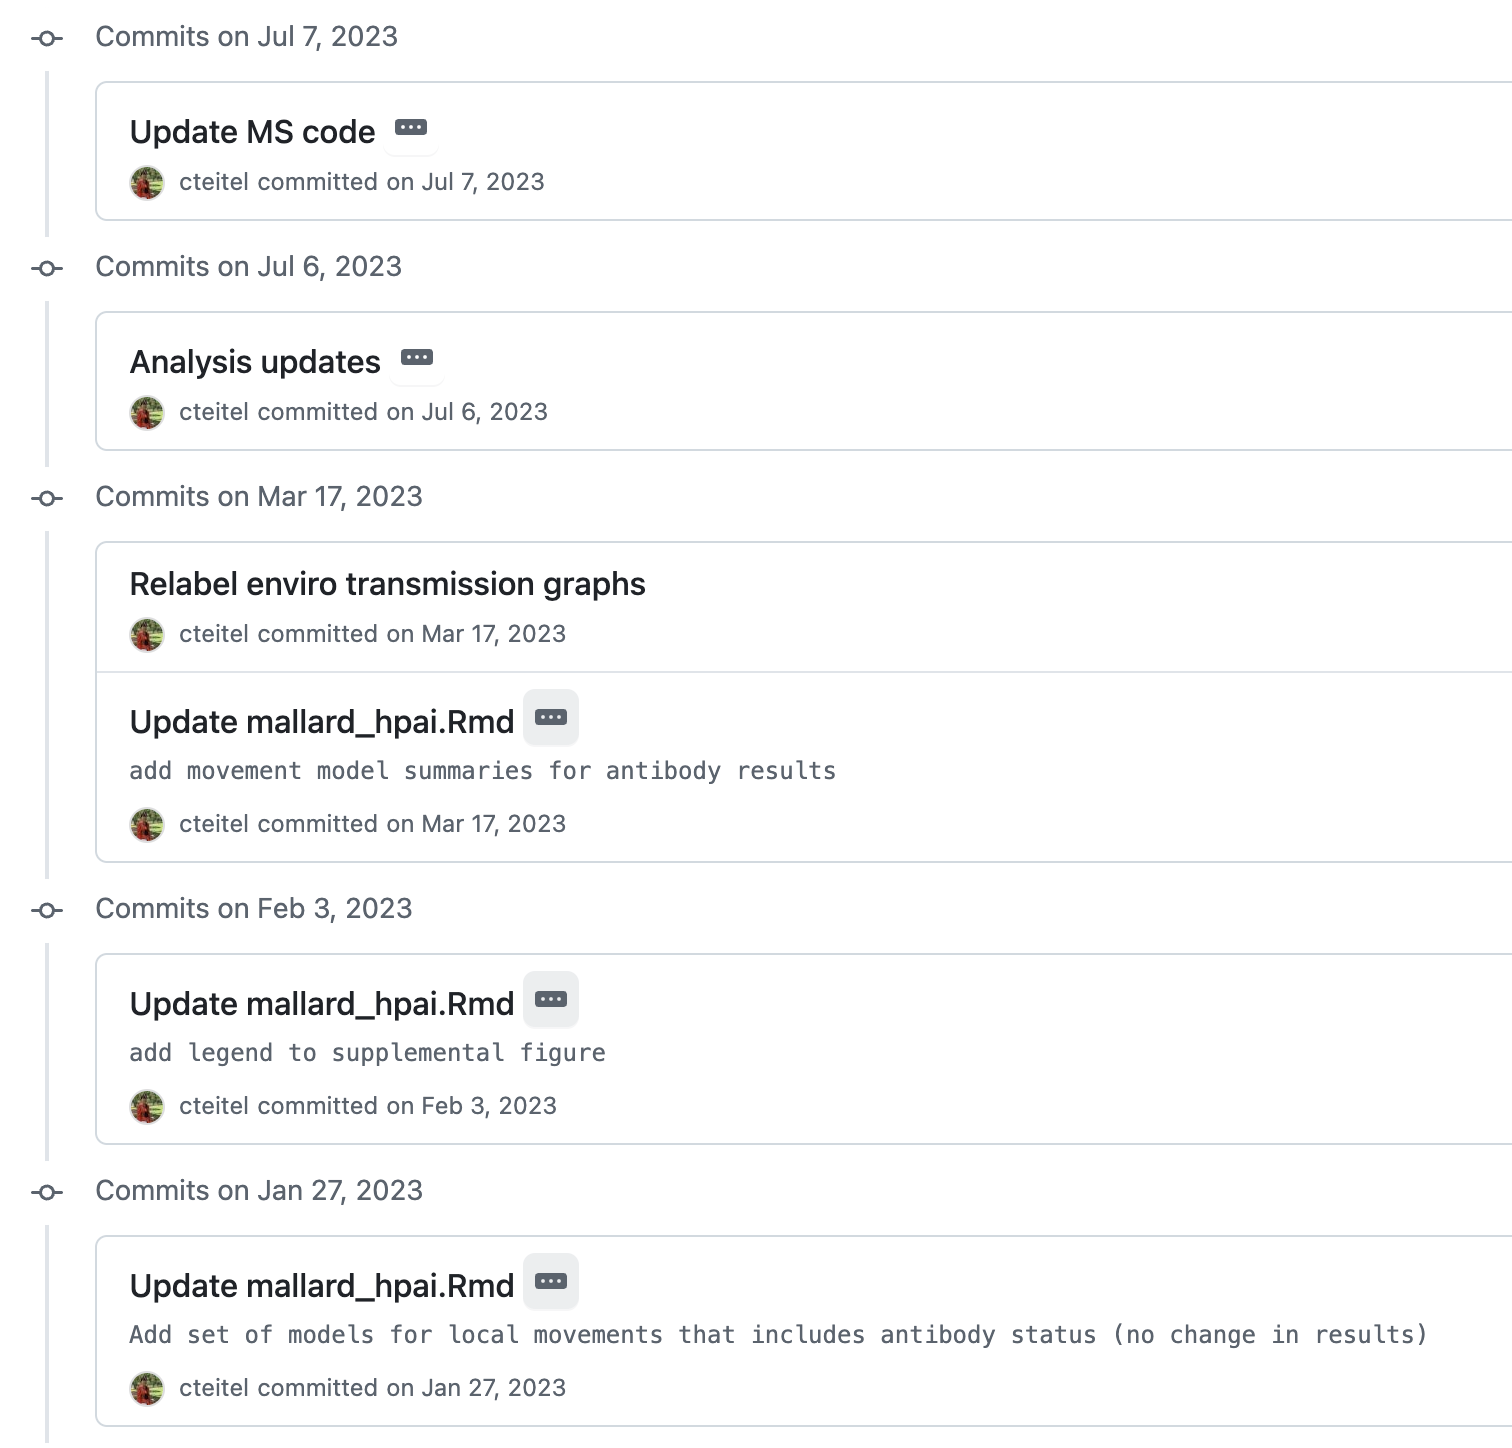 Commits on Jul 7, 2023
Update MS code
cteitel committed on Jul 7, 2023
Commits on Jul 6, 2023
Analysis updates
cteitel committed on Jul 6, 2023
Commits on Mar 17, 2023
Relabel enviro transmission graphs
cteitel committed on Mar 17, 2023
Update mallard_hpai.Rmd
add movement model summaries for antibody results
cteitel committed on Mar 17, 2023
Commits on Feb 3, 2023
Update mallard_hpai.Rmd
add legend to supplemental figure
cteitel committed on Feb 3, 2023
Commits on Jan 27, 2023
Update mallard_hpai.Rmd
Add set of models for local movements that includes antibody status (no change in results)
cteitel committed on Jan 27, 2023